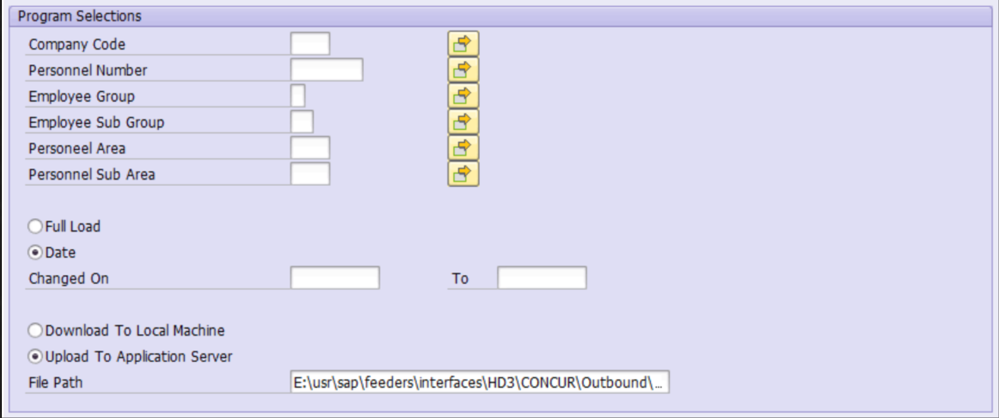 Program Selections
Company Code
Personnel Number
Employee Group
Employee Sub Group
Personeel Area
Personnel Sub Area
Full Load
Date
Changed On To
Download To Local Machine
Upload To Application Server
File Path E:\usr\sap\feeders\interfaces\HD3\CONCUR\Outbound\...